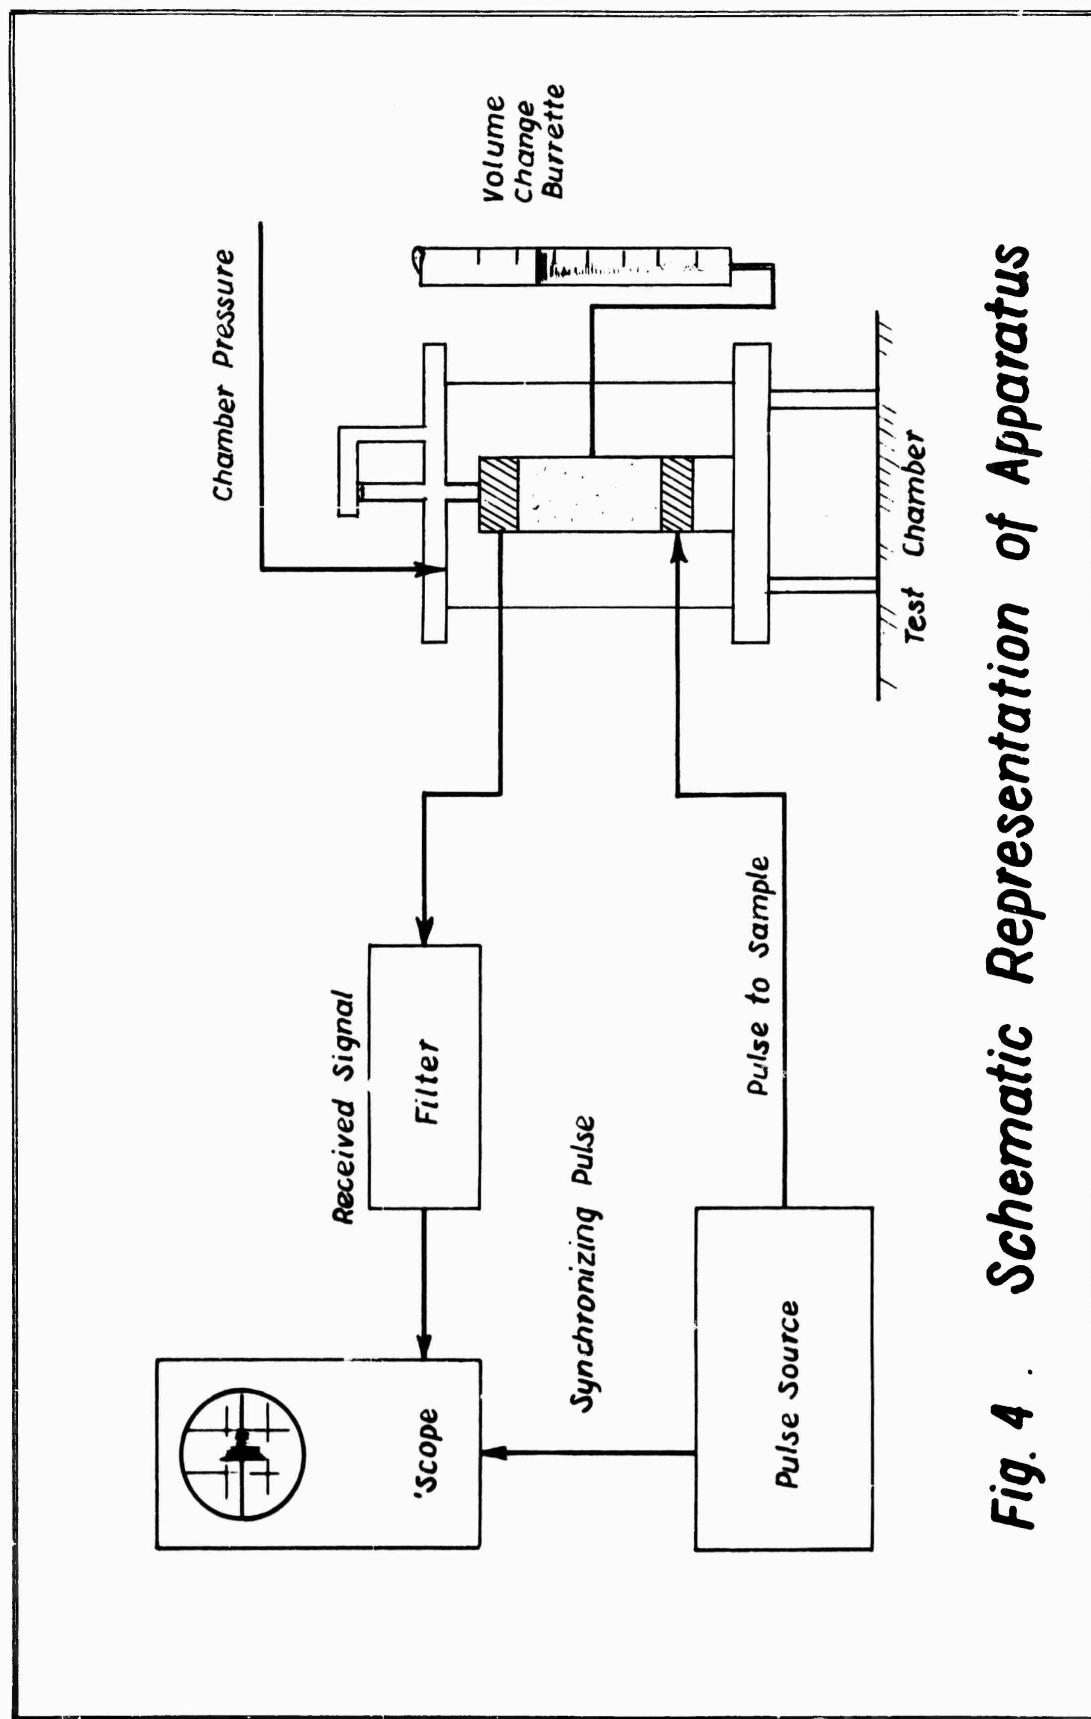 Chamber Pressure
Volume
Change
Burrette
Received Signal
Filter
'Scope
Synchronizing Pulse
Pulse to Sample
Pulse Source
Test Chamber
Fig. 4. Schematic Representation of Apparatus